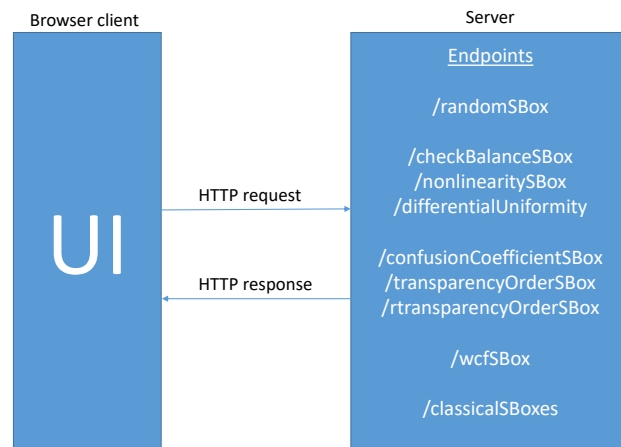 Browser client
Server
UI
HTTP request
HTTP response
Endpoints
/randomSBox
/checkBalanceSBox
/nonlinearitySBox
/differentialUniformity
/confusionCoefficientSBox
/transparencyOrderSBox
/rtransparencyOrderSBox
/wcfSBox
/classicalSBoxes